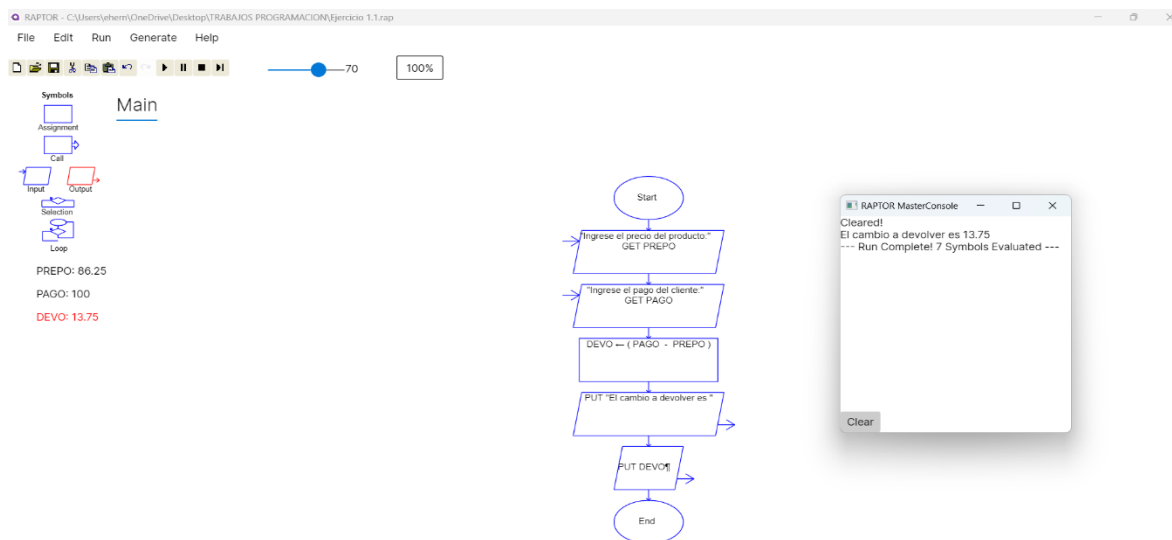 RAPTOR - C:\Users\ehern\OneDrive\Desktop\TRABAJOS PROGRAMACION\Ejercicio 1.1.rap
File Edit Run Generate Help
70 100%
Symbols
Assignment
Call
Input Output
Selection
Loop
PREPO: 86.25
PAGO: 100
DEVO: 13.75
Main
Start
"Ingrese el precio del producto:"
GET PREPO
"Ingrese el pago del cliente:"
GET PAGO
DEVO ← ( PAGO - PREPO )
PUT "El cambio a devolver es "
PUT DEVO¶
End
RAPTOR MasterConsole
Cleared!
El cambio a devolver es 13.75
--- Run Complete! 7 Symbols Evaluated ---
Clear